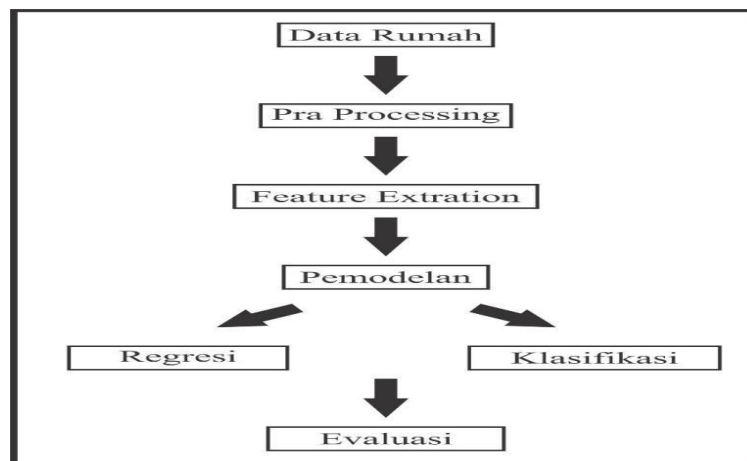 Data Rumah
Pra Processing
Feature Extration
Pemodelan
Regresi
Klasifikasi
Evaluasi